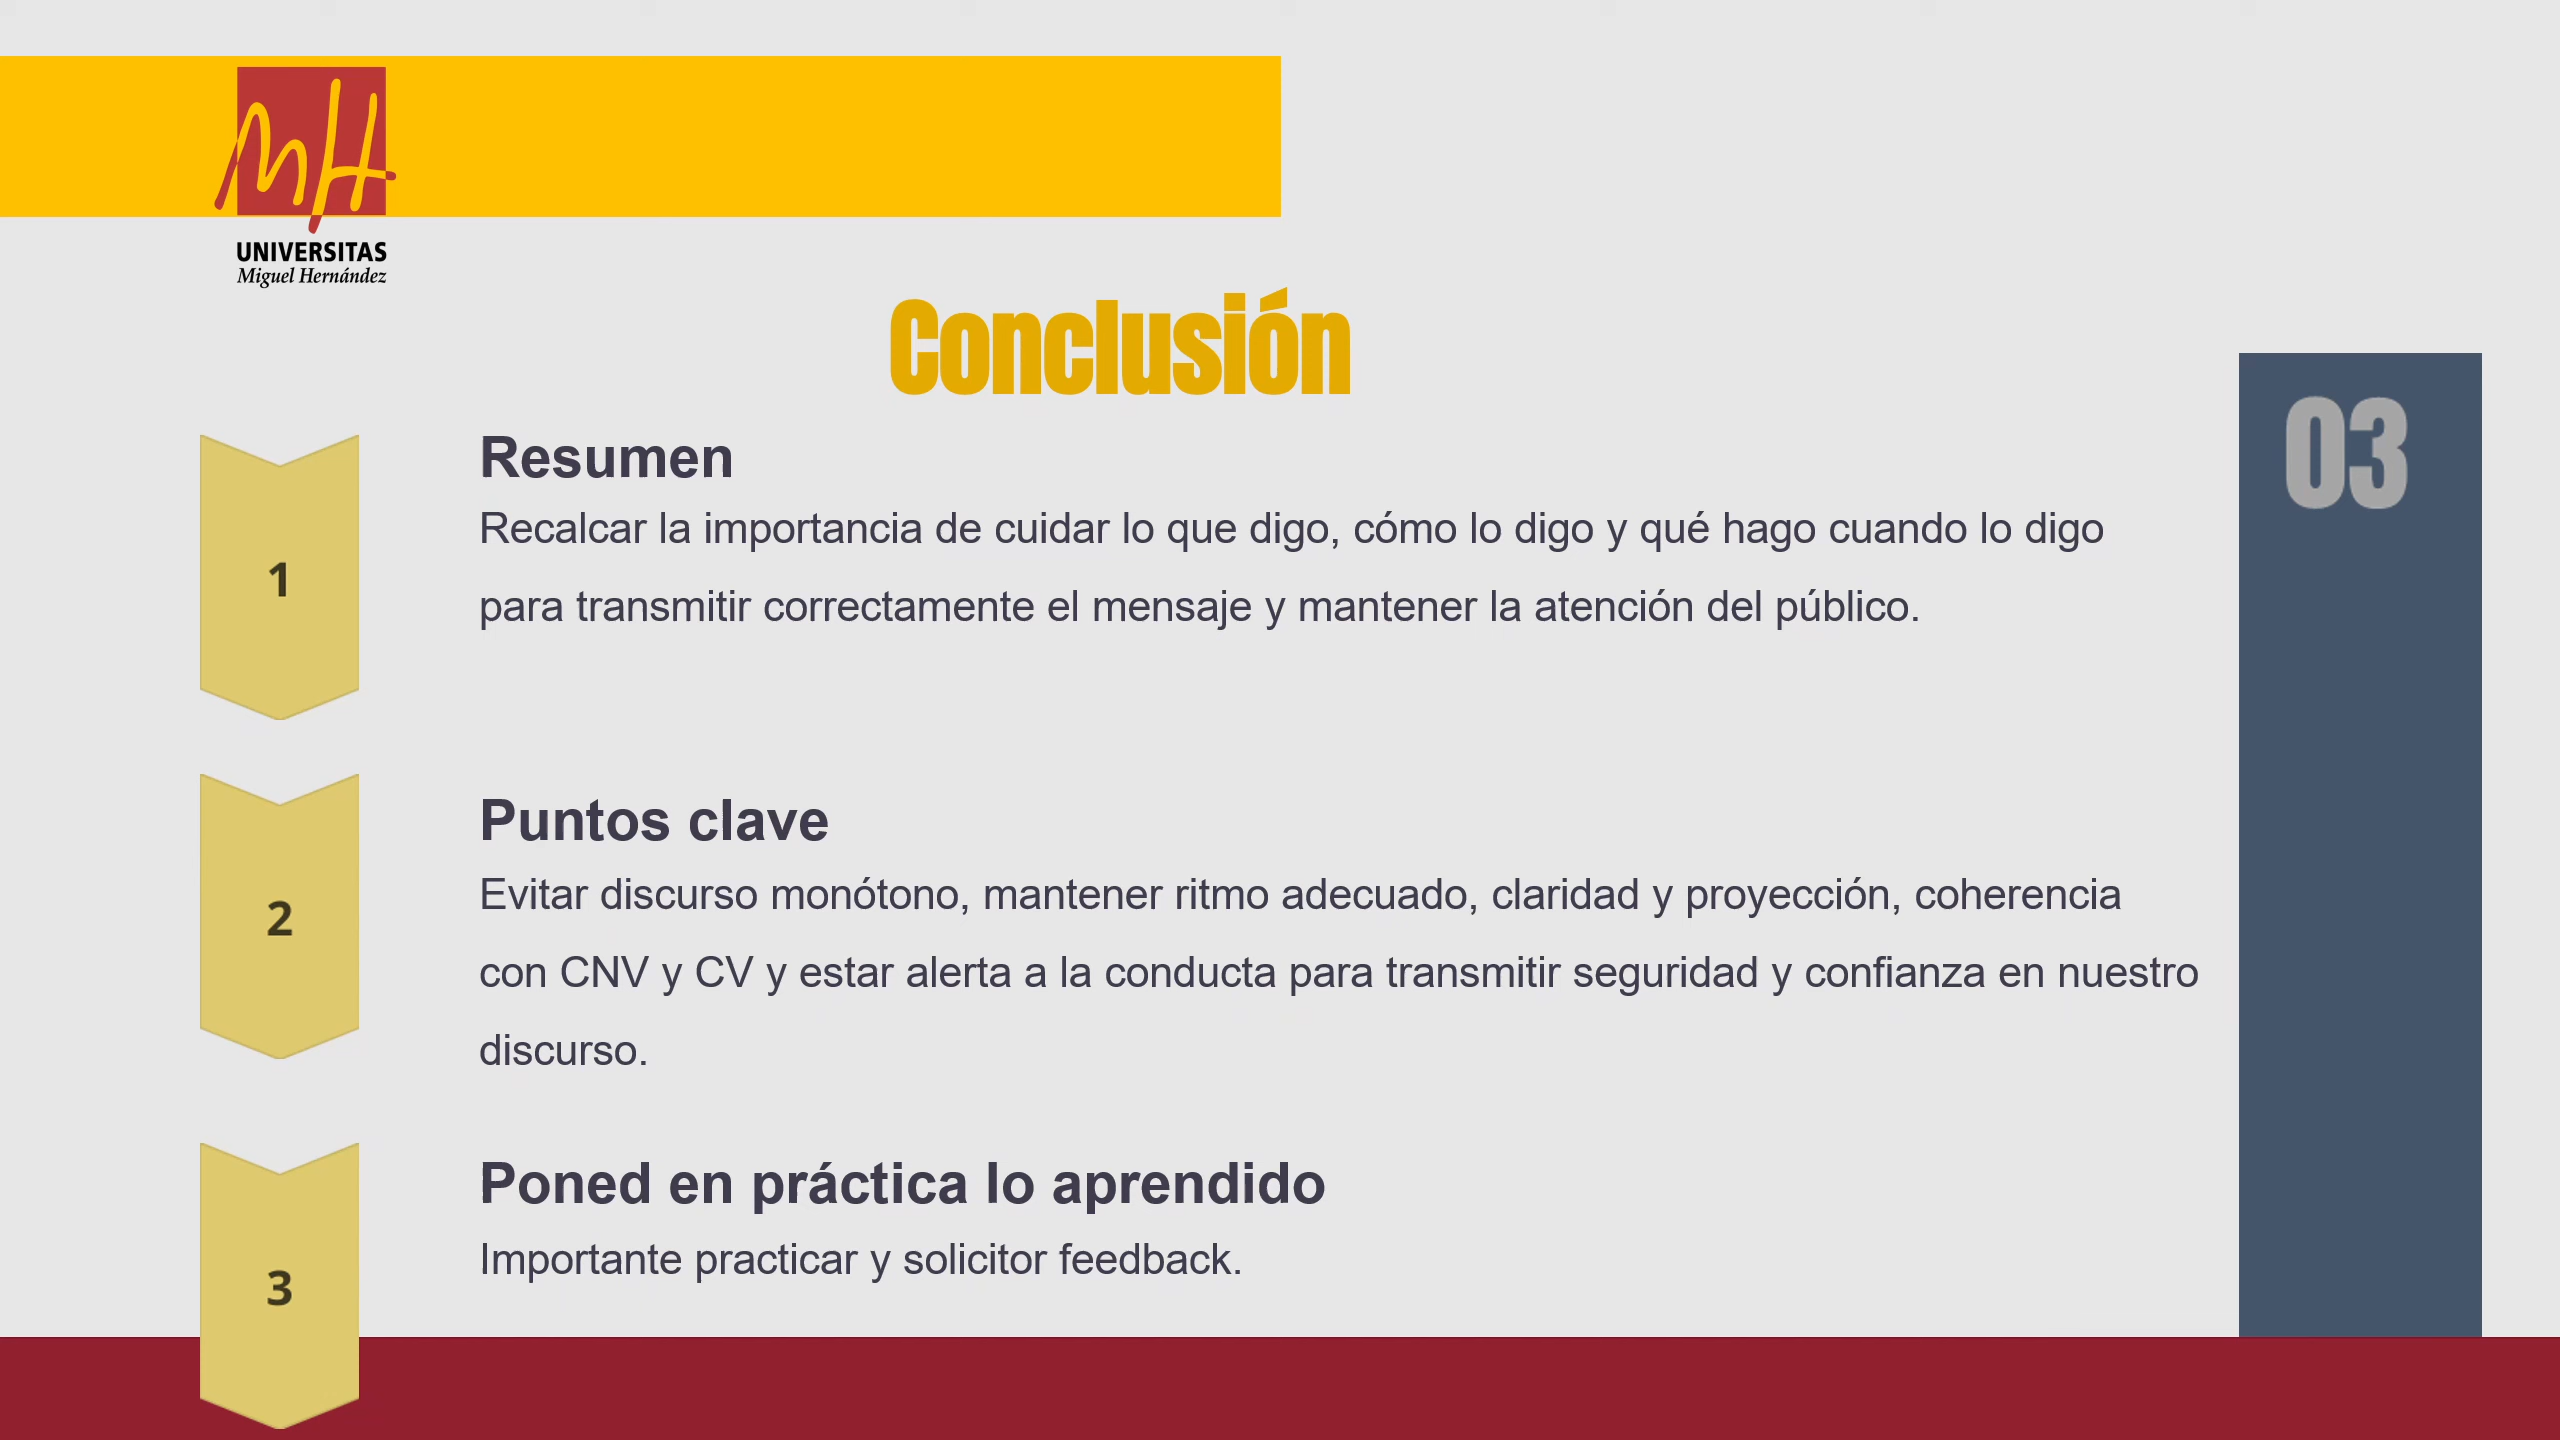 mH
UNIVERSITAS
Miguel Hernández
Conclusión
03
1
Resumen
Recalcar la importancia de cuidar lo que digo, cómo lo digo y qué hago cuando lo digo
para transmitir correctamente el mensaje y mantener la atención del público.
2
Puntos clave
Evitar discurso monótono, mantener ritmo adecuado, claridad y proyección, coherencia
con CNV y CV y estar alerta a la conducta para transmitir seguridad y confianza en nuestro
discurso.
3
Poned en práctica lo aprendido
Importante practicar y solicitor feedback.